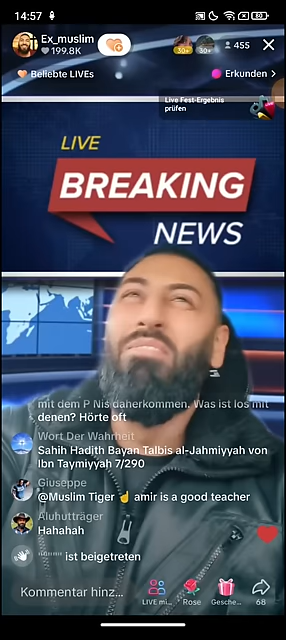 14:57
80
Ex_muslim
199.8K
30+
30+
455
Beliebte LIVEs
Erkunden
Live Fest-Ergebnis
prüfen
LIVE
BREAKING
NEWS
mit dem P Nis daherkommen. Was ist los mit
denen? Hörte oft
Wort Der Wahrheit
Sahih Hadith Bayan Talbis al-Jahmiyyah von
Ibn Taymiyyah 7/290
Giuseppe
@Muslim Tiger ☝ amir is a good teacher
Aluhutträger
Hahahah
ist beigetreten
Kommentar hinz...
LIVE mi...
Rose
Gesche...
68